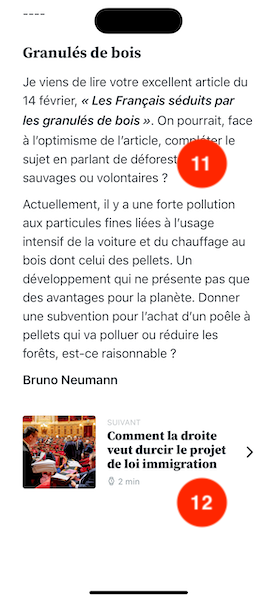 ----
Granulés de bois
Je viens de lire votre excellent article du
14 février, « Les Français séduits par
les granulés de bois ». On pourrait, face
à l’optimisme de l’article, compléter le
sujet en parlant de
sauvages ou volontaires ?
Actuellement, il y a une forte pollution
aux particules fines liées à l’usage
intensif de la voiture et du chauffage au
bois dont celui des pellets. Un
développement qui ne présente pas que
des avantages pour la planète. Donner
une subvention pour l’achat d’un poêle à
pellets qui va polluer ou réduire les
forêts, est-ce raisonnable ?
Bruno Neumann
SUIVANT
Comment la droite
veut durcir le projet
de loi immigration
2 min
11
12